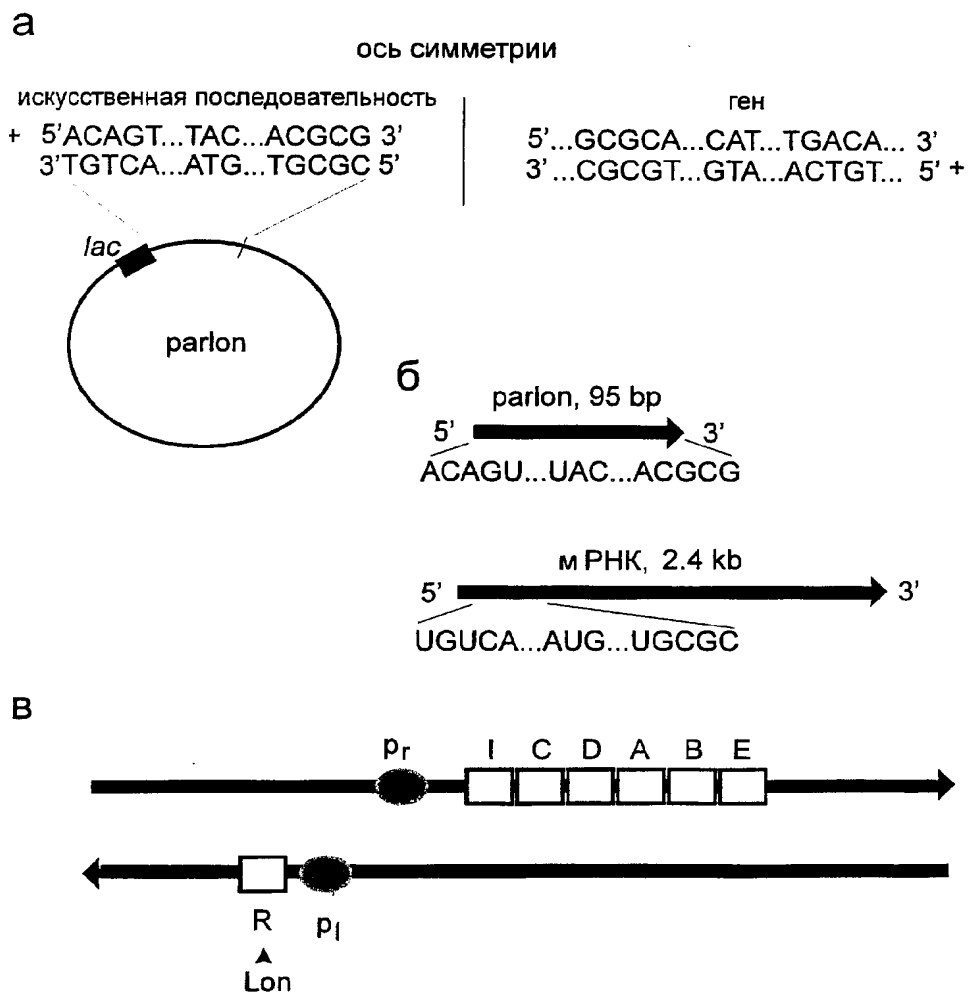 а
ось симметрии
искусственная последовательность
+ 5'ACAGT...TAC...ACGCG 3'
3'TGTCA...ATG...TGCGC 5'
ген
5'...GCGCA...CAT...TGACA... 3'
3'...CGCGT...GTA...ACTGT... 5' +
lac
parlon
б
parlon, 95 bp
5' 3'
ACAGU...UAC...ACGCG
м РНК, 2.4 kb
5' 3'
UGUCA...AUG...UGCGC
в
pr I C D A B E
R pl
Lon